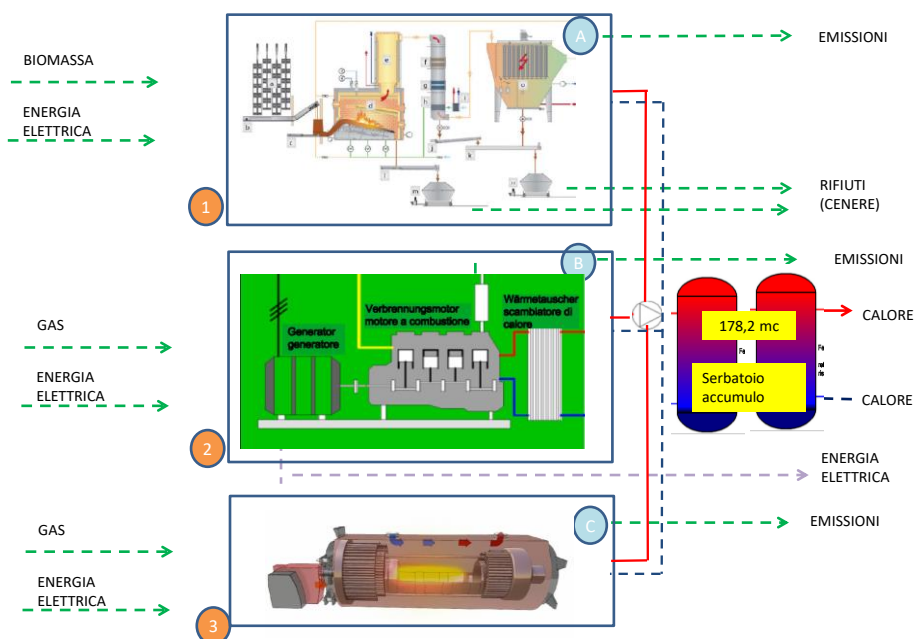 A
EMISSIONI
BIOMASSA
ENERGIA
ELETTRICA
e
f
g
h
i
d
c
j
k
l
m
1
RIFIUTI
(CENERE)
B
EMISSIONI
GAS
ENERGIA
ELETTRICA
Generator
generatore
Verbrennungsmotor
motore a combustione
Wärmetauscher
scambiatore di
calore
2
178,2 mc
Serbatoio
accumulo
CALORE
CALORE
ENERGIA
ELETTRICA
GAS
ENERGIA
ELETTRICA
C
EMISSIONI
3